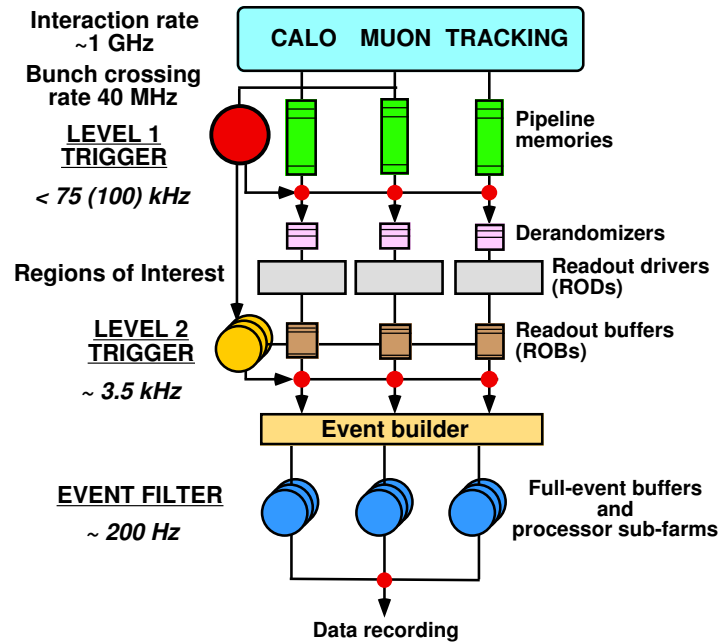 Interaction rate
~1 GHz
CALO MUON TRACKING
Bunch crossing
rate 40 MHz
LEVEL 1
TRIGGER
< 75 (100) kHz
Pipeline
memories
Derandomizers
Regions of Interest
Readout drivers
(RODs)
LEVEL 2
TRIGGER
~ 3.5 kHz
Readout buffers
(ROBs)
Event builder
EVENT FILTER
~ 200 Hz
Full-event buffers
and
processor sub-farms
Data recording